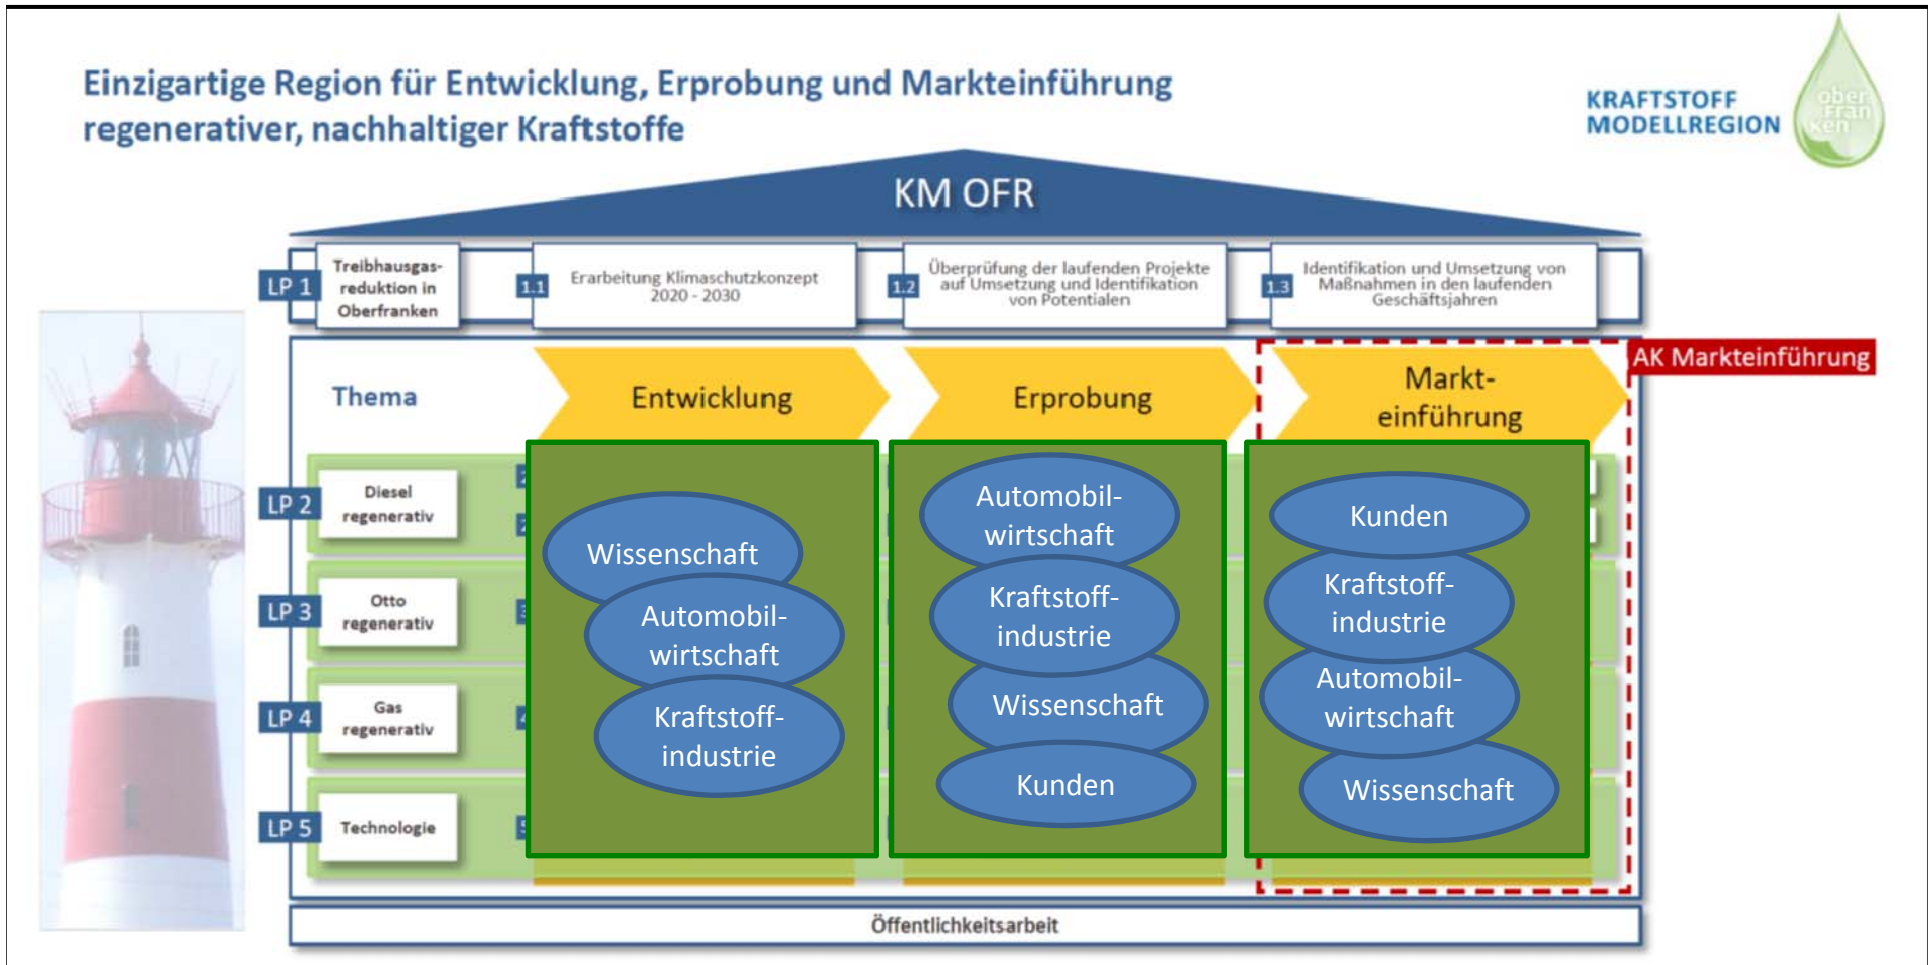 Einzigartige Region für Entwicklung, Erprobung und Markteinführung
regenerativer, nachhaltiger Kraftstoffe
KRAFTSTOFF
MODELLREGION
ober
Fran
ken
KM OFR
LP 1
Treibhausgas-
reduktion in
Oberfranken
1.1
Erarbeitung Klimaschutzkonzept
2020 - 2030
1.2
Überprüfung der laufenden Projekte
auf Umsetzung und Identifikation
von Potentialen
1.3
Identifikation und Umsetzung von
Maßnahmen in den laufenden
Geschäftsjahren
AK Markteinführung
Thema
Entwicklung
Erprobung
Markt-
einführung
LP 2
Diesel
regenerativ
LP 3
Otto
regenerativ
LP 4
Gas
regenerativ
LP 5
Technologie
Wissenschaft
Automobil-
wirtschaft
Kraftstoff-
industrie
Automobil-
wirtschaft
Kraftstoff-
industrie
Wissenschaft
Kunden
Kunden
Kraftstoff-
industrie
Automobil-
wirtschaft
Wissenschaft
Öffentlichkeitsarbeit